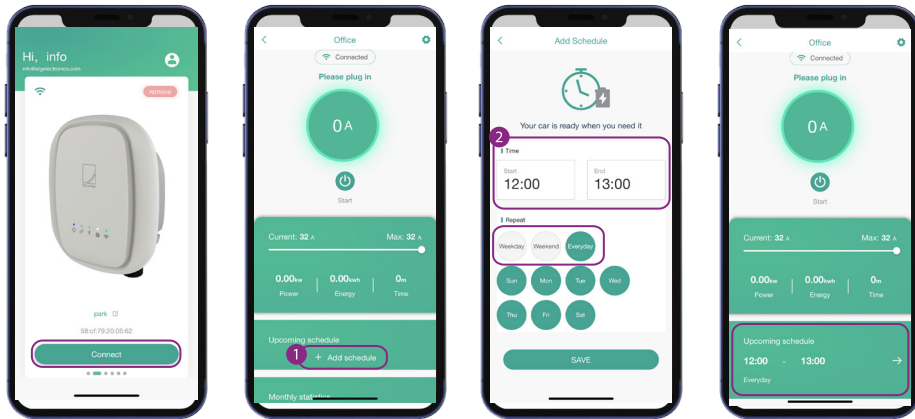 Hi, info
info@stgelectronics.com
remove
park
58:cf:79:20:05:62
Connect
Office
Connected
Please plug in
0 A
Start
Current: 32 A
Max: 32 A
0.00kw
0.00kwh
0m
Power
Energy
Time
Upcoming schedule
1
+ Add schedule
Monthly statistics
Add Schedule
Your car is ready when you need it
2
Time
Start
End
12:00
13:00
Repeat
Weekday
Weekend
Everyday
Sun
Mon
Tue
Wed
Thu
Fri
Sat
SAVE
Office
Connected
Please plug in
0 A
Start
Current: 32 A
Max: 32 A
0.00kw
0.00kwh
0m
Power
Energy
Time
Upcoming schedule
12:00 - 13:00
Everyday